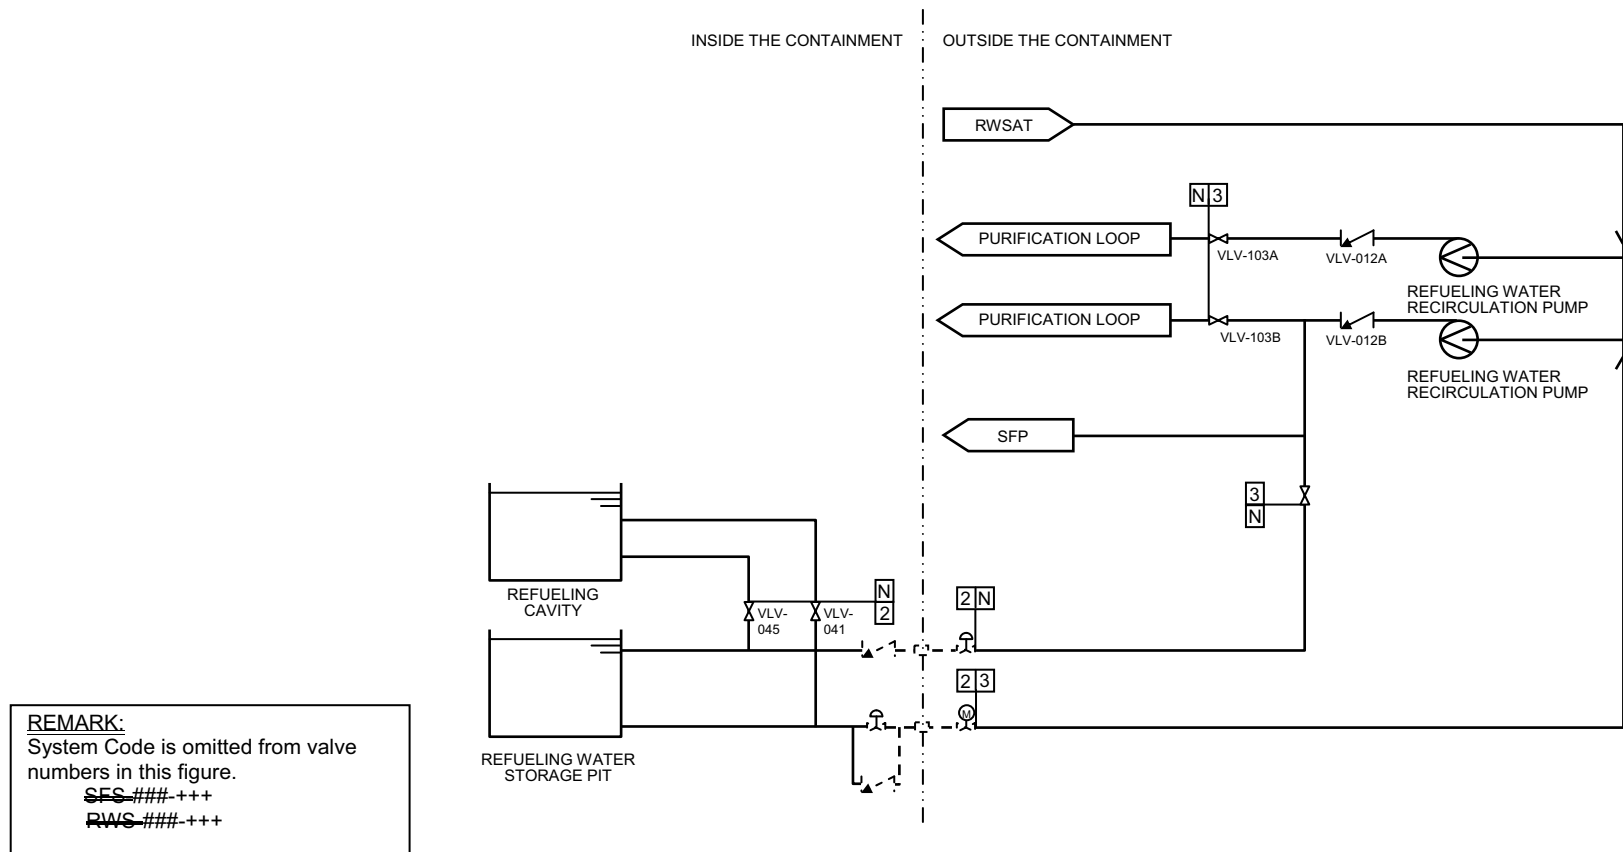 INSIDE THE CONTAINMENT
OUTSIDE THE CONTAINMENT
RWSAT
N 3
PURIFICATION LOOP
VLV-103A
VLV-012A
REFUELING WATER
RECIRCULATION PUMP
PURIFICATION LOOP
VLV-103B
VLV-012B
REFUELING WATER
RECIRCULATION PUMP
SFP
3
N
REFUELING
CAVITY
VLV-
045
VLV-
041
N
2
2 N
2 3
M
REFUELING WATER
STORAGE PIT
REMARK:
System Code is omitted from valve
numbers in this figure.
SFS-###-+++
RWS-###-+++